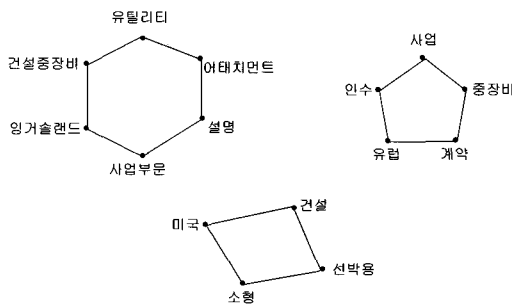 유틸리티
건설중장비
어태치먼트
잉거솔랜드
설명
사업부문
사업
인수
중장비
유럽
계약
건설
미국
선박용
소형